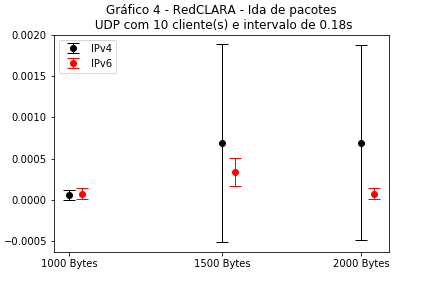 Gráfico 4 - RedCLARA - Ida de pacotes
UDP com 10 cliente(s) e intervalo de 0.18s
0.0020
0.0015
0.0010
0.0005
0.0000
−0.0005
IPv4
IPv6
1000 Bytes
1500 Bytes
2000 Bytes